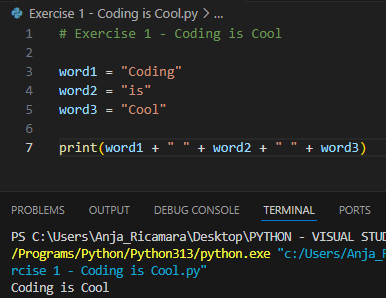 Exercise 1 - Coding is Cool.py > ...
1 # Exercise 1 - Coding is Cool
2
3 word1 = "Coding"
4 word2 = "is"
5 word3 = "Cool"
6
7 print(word1 + " " + word2 + " " + word3)
PROBLEMS OUTPUT DEBUG CONSOLE TERMINAL PORTS
PS C:\Users\Anja_Ricamara\Desktop\PYTHON - VISUAL STUD
/Programs/Python/Python313/python.exe "c:/Users/Anja_R
rcise 1 - Coding is Cool.py"
Coding is Cool